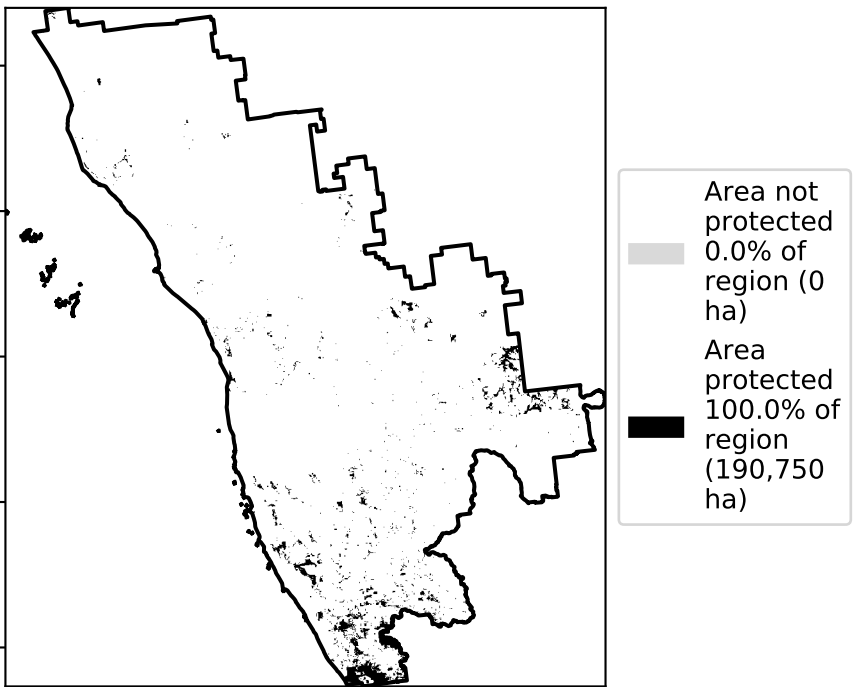 Area not
protected
0.0% of
region (0
ha)
Area
protected
100.0% of
region
(190,750
ha)